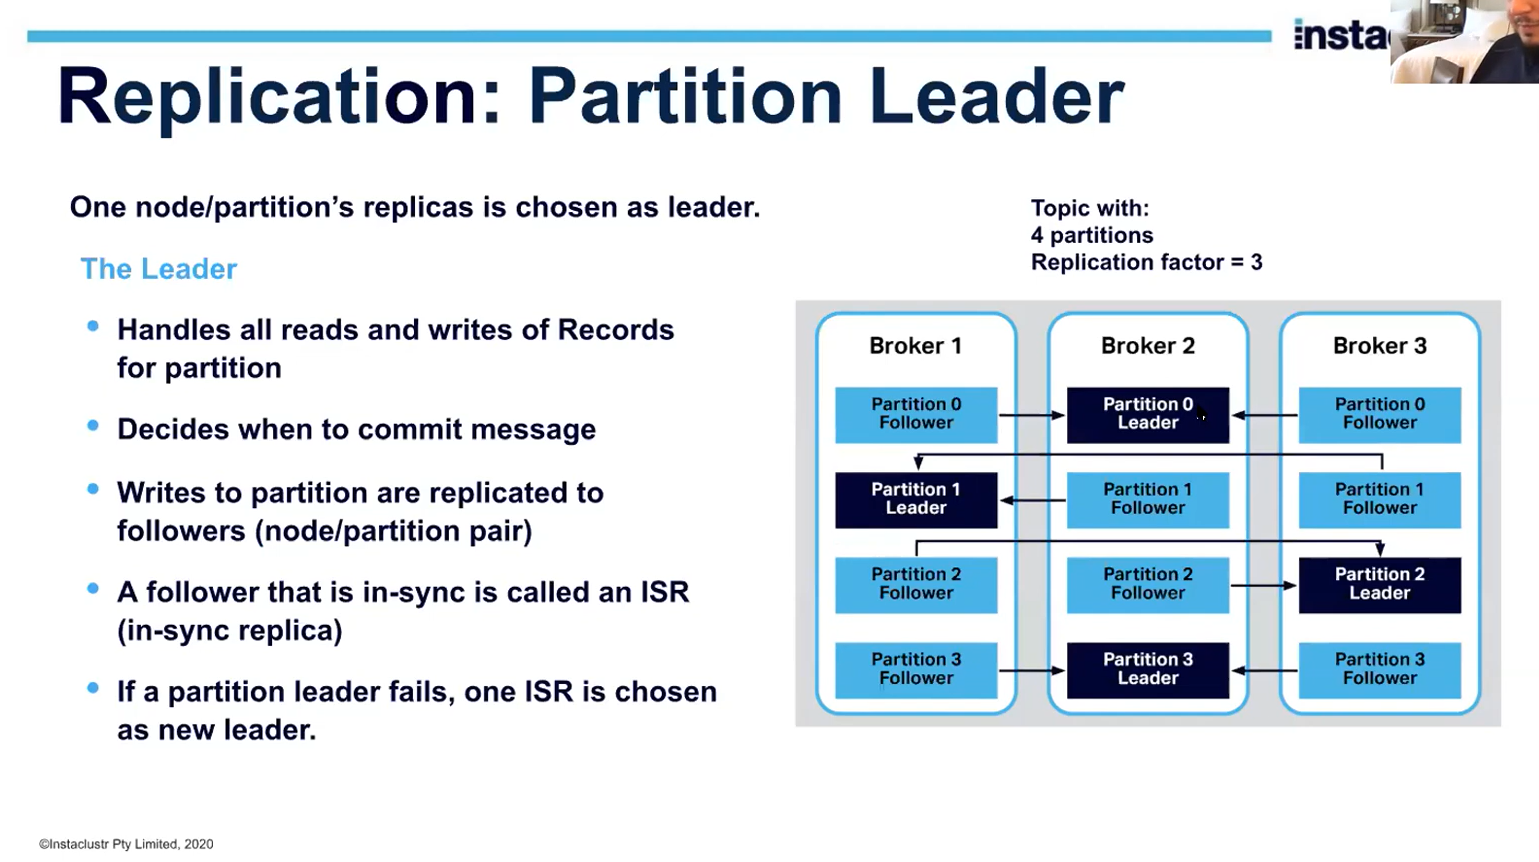 insta
Replication: Partition Leader
One node/partition's replicas is chosen as leader.
The Leader
Handles all reads and writes of Records
for partition
Decides when to commit message
Writes to partition are replicated to
followers (node/partition pair)
A follower that is in-sync is called an ISR
(in-sync replica)
If a partition leader fails, one ISR is chosen
as new leader.
Topic with:
4 partitions
Replication factor = 3
Broker 1
Broker 2
Broker 3
Partition 0
Follower
Partition 0
Leader
Partition 0
Follower
Partition 1
Leader
Partition 1
Follower
Partition 1
Follower
Partition 2
Follower
Partition 2
Follower
Partition 2
Leader
Partition 3
Follower
Partition 3
Leader
Partition 3
Follower
©Instaclustr Pty Limited, 2020